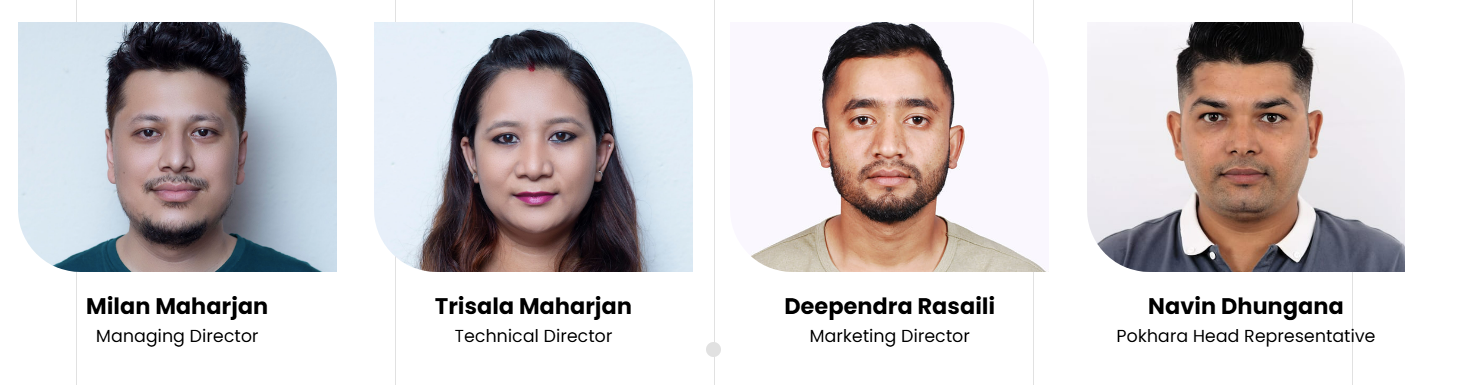 Milan Maharjan
Managing Director
Trisala Maharjan
Technical Director
Deependra Rasaili
Marketing Director
Navin Dhungana
Pokhara Head Representative